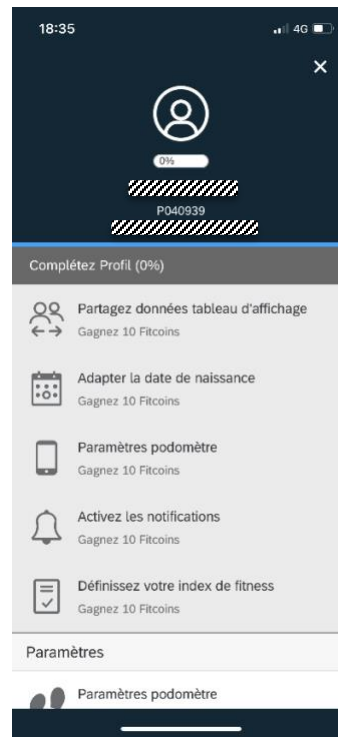 18:35
4G
0%
P040939
Complétez Profil (0%)
Partagez données tableau d'affichage
Gagnez 10 Fitcoins
Adapter la date de naissance
Gagnez 10 Fitcoins
Paramètres podomètre
Gagnez 10 Fitcoins
Activez les notifications
Gagnez 10 Fitcoins
Définissez votre index de fitness
Gagnez 10 Fitcoins
Paramètres
Paramètres podomètre